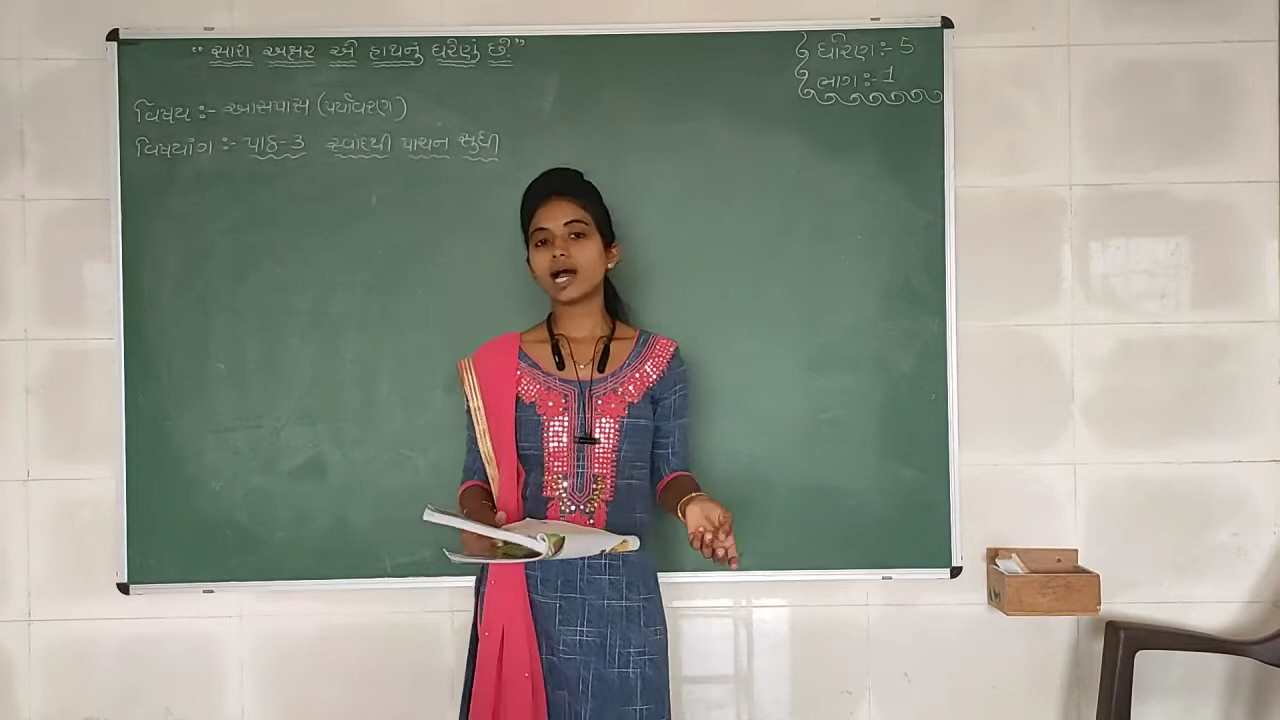 “ સારા અક્ષર એ હાથનું ઘરેણું છે”
ધોરણ:- 5
ભાગ:- 1
વિષય :- આસપાસ (પર્યાવરણ)
વિષયાંગ :- પાઠ-3 સ્વાદથી પાચન સુધી